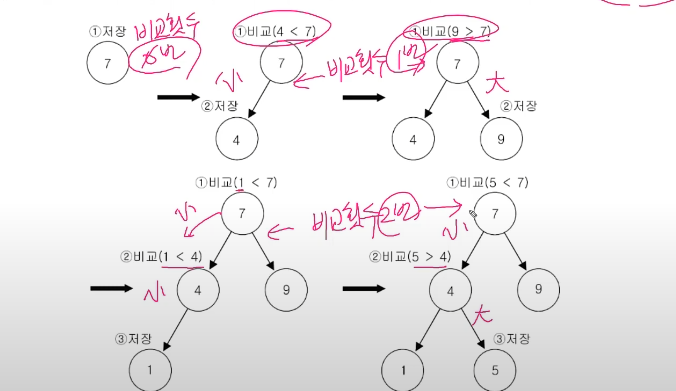 ①저장 비교횟수
7 0번
①비교(4 < 7)
7
小
②저장
4
비교횟수 1번
①비교(9 > 7)
7
大
②저장
4 9
①비교(1 < 7)
小 7
②비교(1 < 4)
小 4 9
③저장
1
비교횟수 2번
①비교(5 < 7)
小 7
②비교(5 > 4)
4 9
大
③저장
1 5